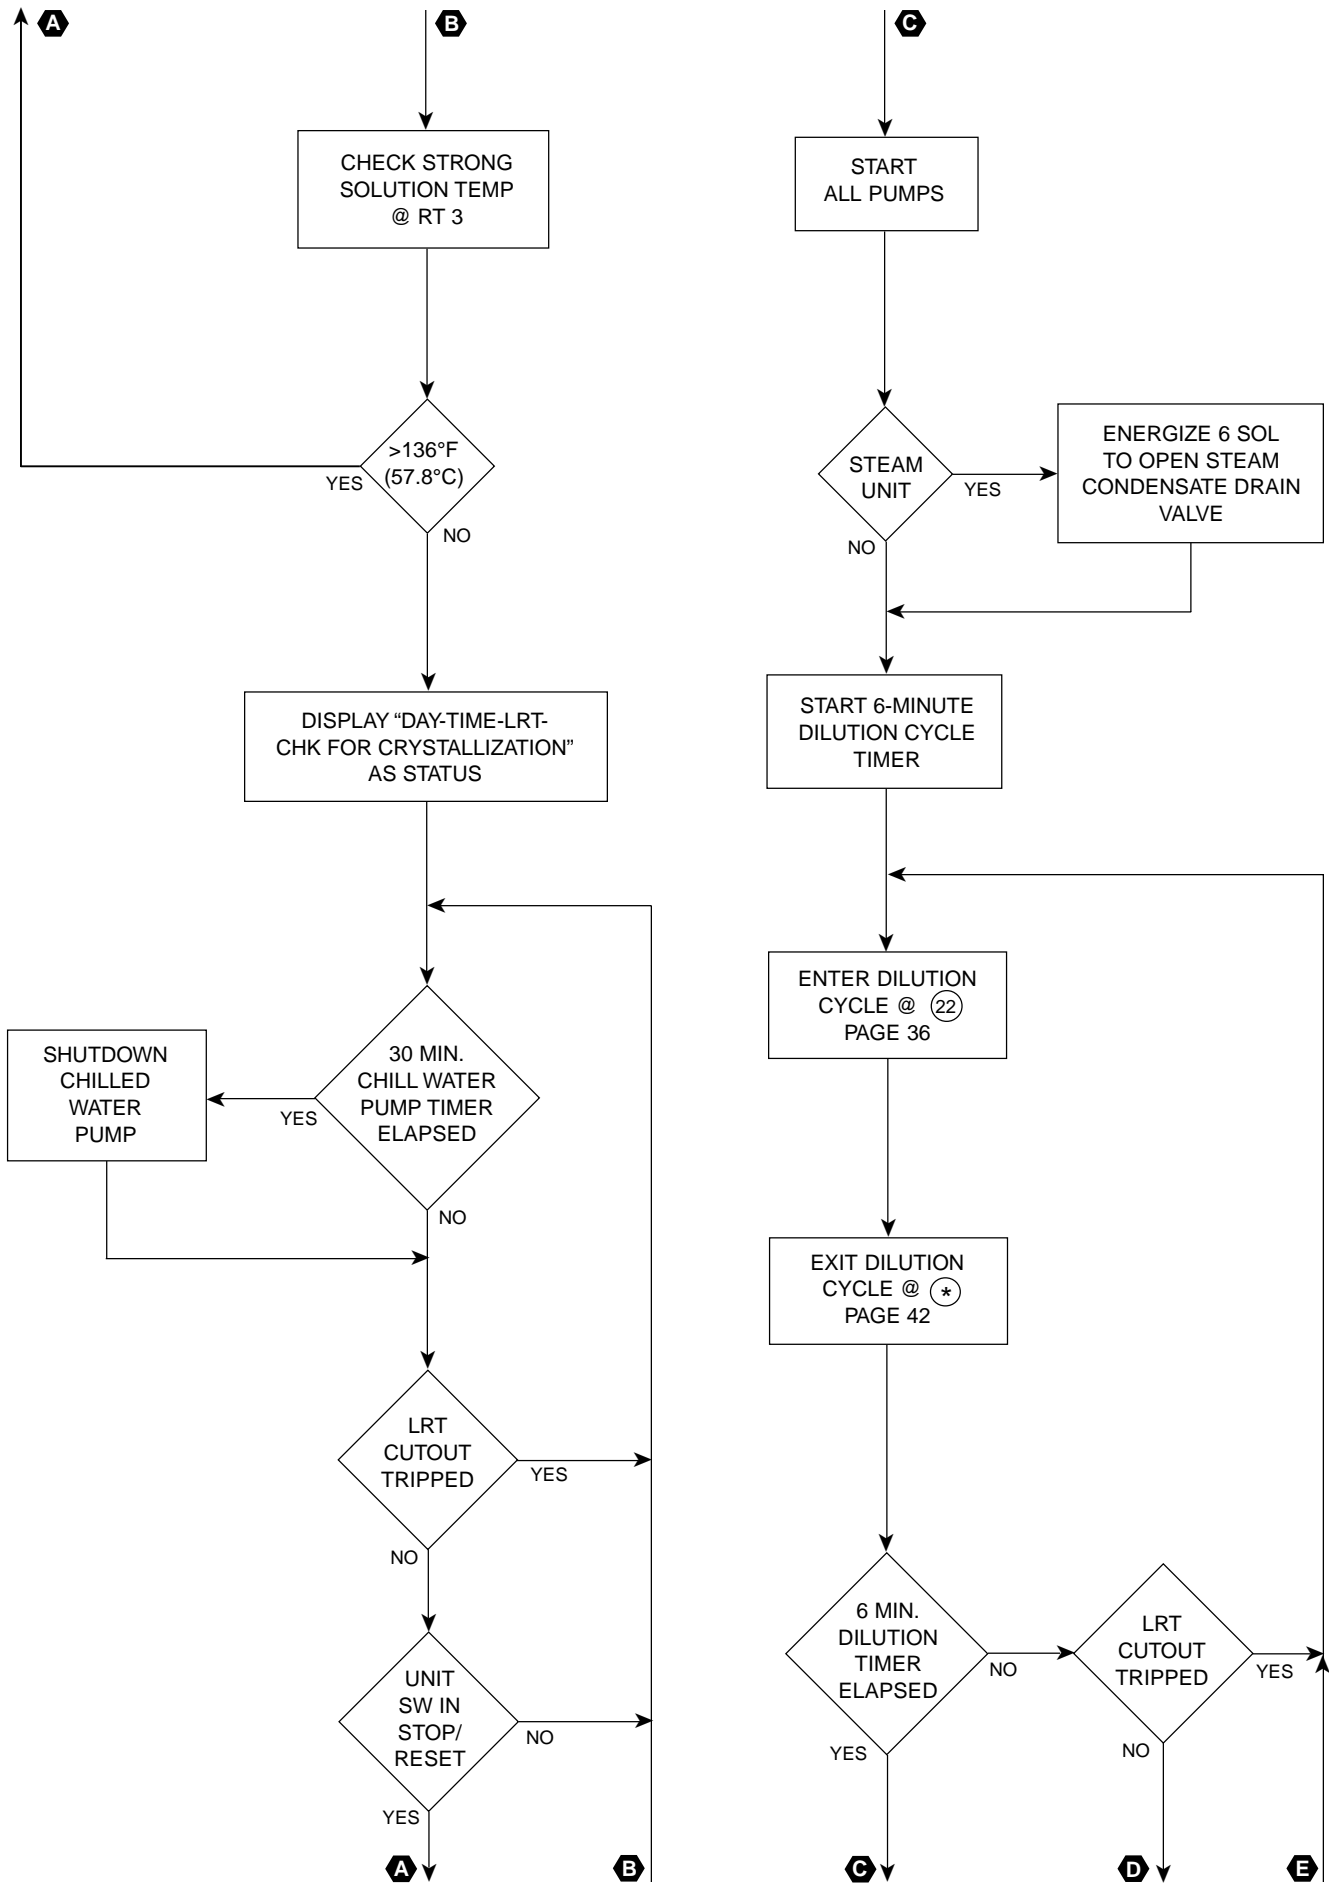 A
B
C
CHECK STRONG
SOLUTION TEMP
@ RT 3
>136°F
(57.8°C)
YES
NO
DISPLAY “DAY-TIME-LRT-
CHK FOR CRYSTALLIZATION”
AS STATUS
30 MIN.
CHILL WATER
PUMP TIMER
ELAPSED
YES
NO
SHUTDOWN
CHILLED
WATER
PUMP
LRT
CUTOUT
TRIPPED
YES
NO
UNIT
SW IN
STOP/
RESET
NO
YES
A
B
START
ALL PUMPS
STEAM
UNIT
YES
NO
ENERGIZE 6 SOL
TO OPEN STEAM
CONDENSATE DRAIN
VALVE
START 6-MINUTE
DILUTION CYCLE
TIMER
ENTER DILUTION
CYCLE @ 22
PAGE 36
EXIT DILUTION
CYCLE @ *
PAGE 42
6 MIN.
DILUTION
TIMER
ELAPSED
NO
YES
LRT
CUTOUT
TRIPPED
YES
NO
C
D
E